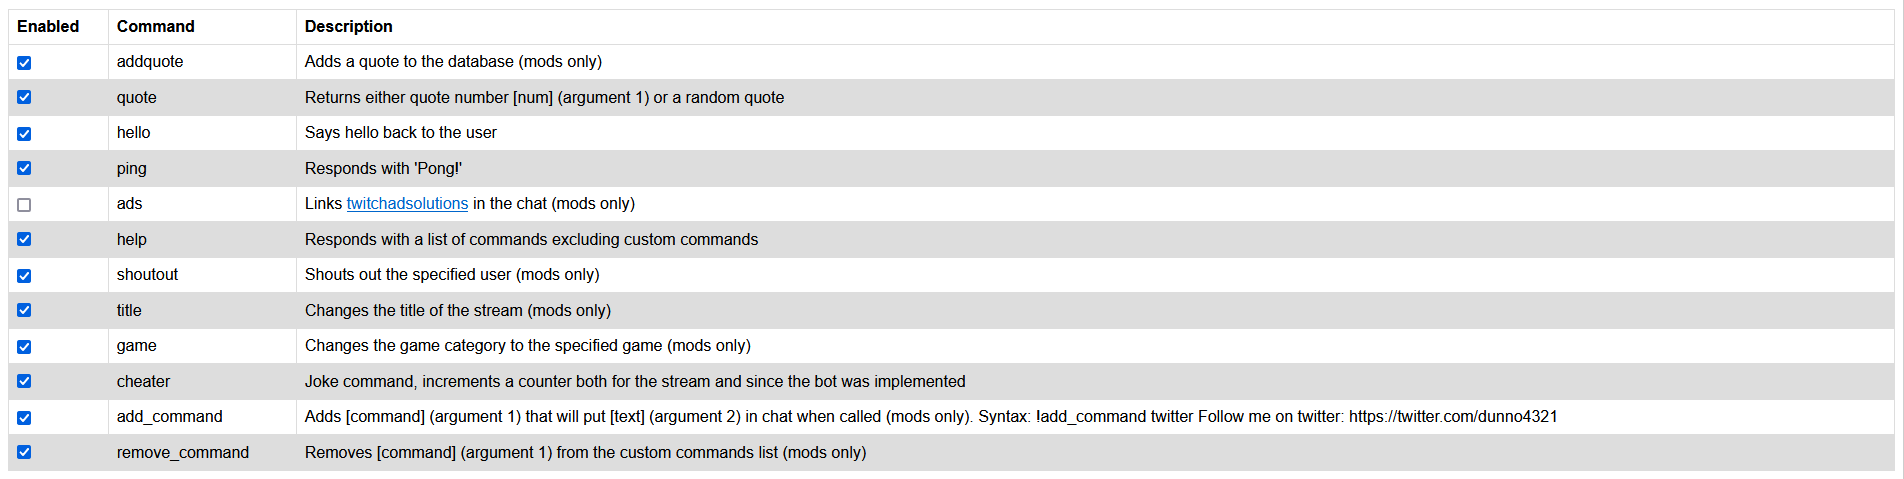 Enabled Command Description
addquote Adds a quote to the database (mods only)
quote Returns either quote number [num] (argument 1) or a random quote
hello Says hello back to the user
ping Responds with 'Pong!'
ads Links twitchadsolutions in the chat (mods only)
help Responds with a list of commands excluding custom commands
shoutout Shouts out the specified user (mods only)
title Changes the title of the stream (mods only)
game Changes the game category to the specified game (mods only)
cheater Joke command, increments a counter both for the stream and since the bot was implemented
add_command Adds [command] (argument 1) that will put [text] (argument 2) in chat when called (mods only). Syntax: !add_command twitter Follow me on twitter: https://twitter.com/dunno4321
remove_command Removes [command] (argument 1) from the custom commands list (mods only)